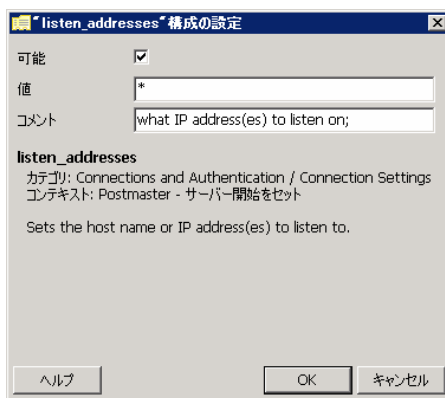 "listen_addresses"構成の設定
可能
値 *
コメント what IP address(es) to listen on;
listen_addresses
カテゴリ: Connections and Authentication / Connection Settings
コンテキスト: Postmaster - サーバー開始をセット
Sets the host name or IP address(es) to listen to.
ヘルプ OK キャンセル